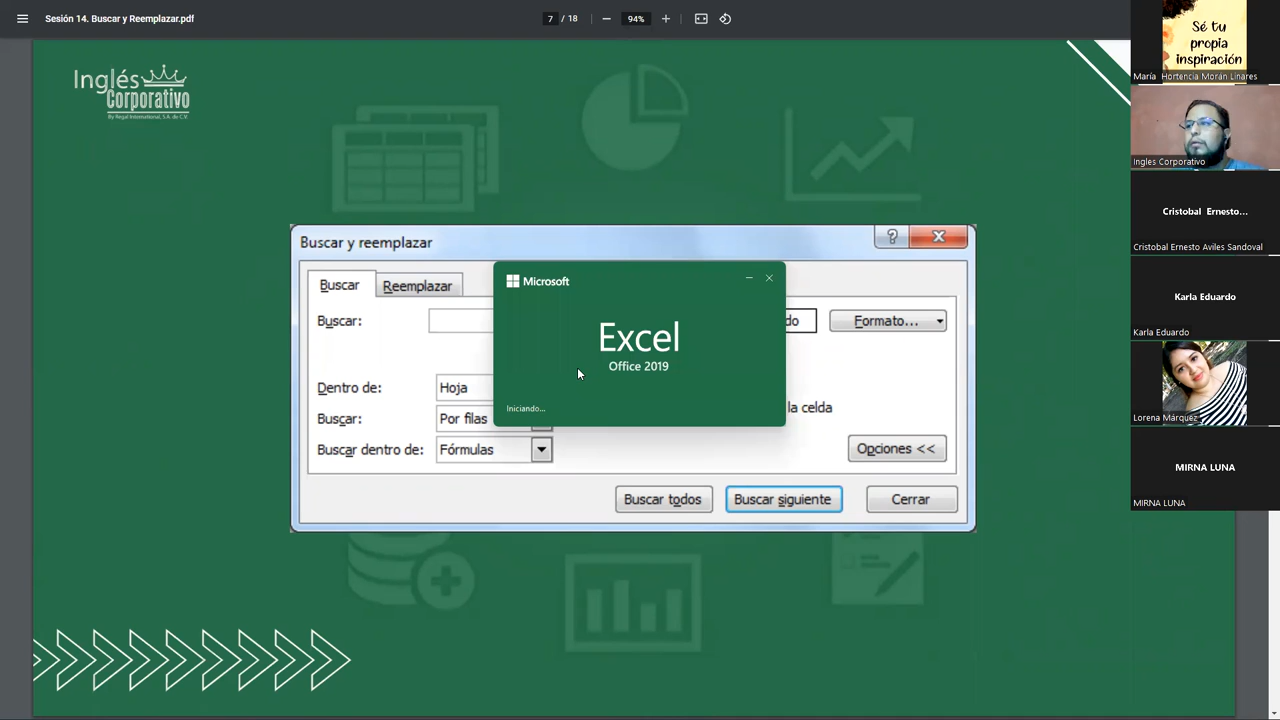 Sesión 14. Buscar y Reemplazar.pdf
7 / 18
94%
Inglés
Corporativo
By Regal International, S.A. de C.V.
Buscar y reemplazar
Buscar
Reemplazar
Buscar:
do
Formato...
Dentro de:
Hoja
la celda
Buscar:
Por filas
Buscar dentro de:
Fórmulas
Opciones <<
Buscar todos
Buscar siguiente
Cerrar
Microsoft
Excel
Office 2019
Iniciando...
Sé tu
propia
inspiración
María Hortencia Morán Linares
Ingles Corporativo
Cristobal Ernesto...
Cristobal Ernesto Aviles Sandoval
Karla Eduardo
Karla Eduardo
Lorena Márquez
MIRNA LUNA
MIRNA LUNA